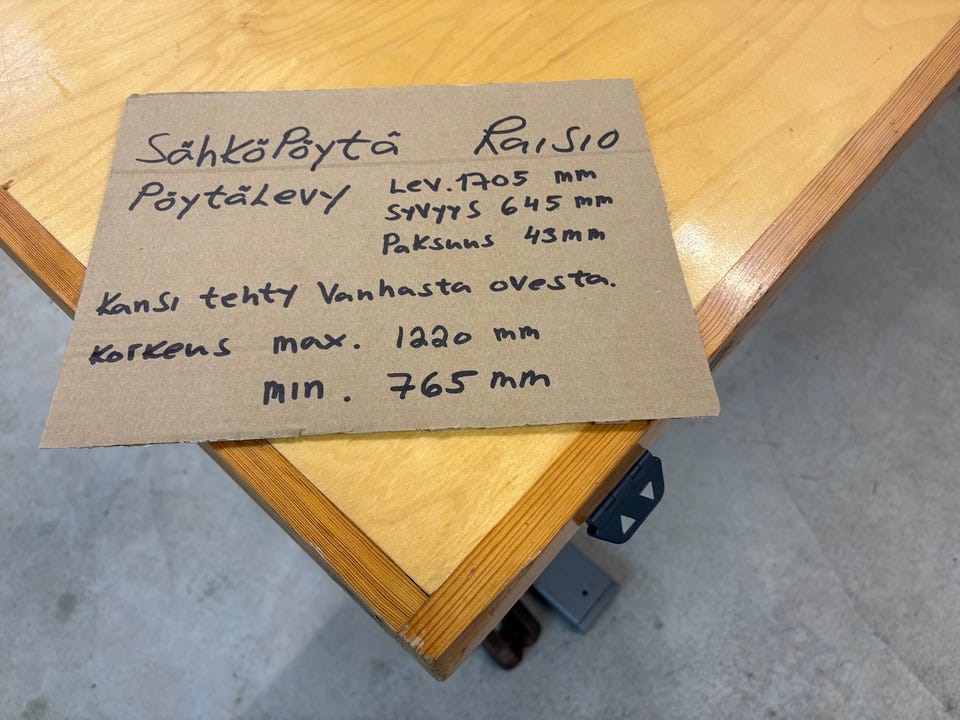 SähköPöytä Raisio
PöytäLevy Lev. 1705 mm
Syvyys 645 mm
Paksuus 43mm
Kansi tehty Vanhasta ovesta.
Korkeus max. 1220 mm
min. 765 mm